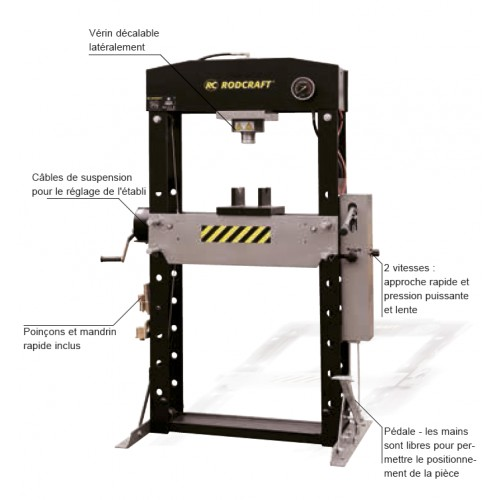 Vérin décalable
latéralement
RC RODCRAFT
Câbles de suspension
pour le réglage de l'établi
2 vitesses :
approche rapide et
pression puissante
et lente
Poinçons et mandrin
rapide inclus
Pédale - les mains
sont libres pour per-
mettre le positionne-
ment de la pièce